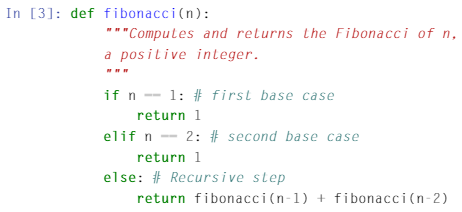 In [3]: def fibonacci(n):
"""Computes and returns the Fibonacci of n,
a positive integer.
"""
if n == 1: # first base case
return 1
elif n == 2: # second base case
return 1
else: # Recursive step
return fibonacci(n-1) + fibonacci(n-2)